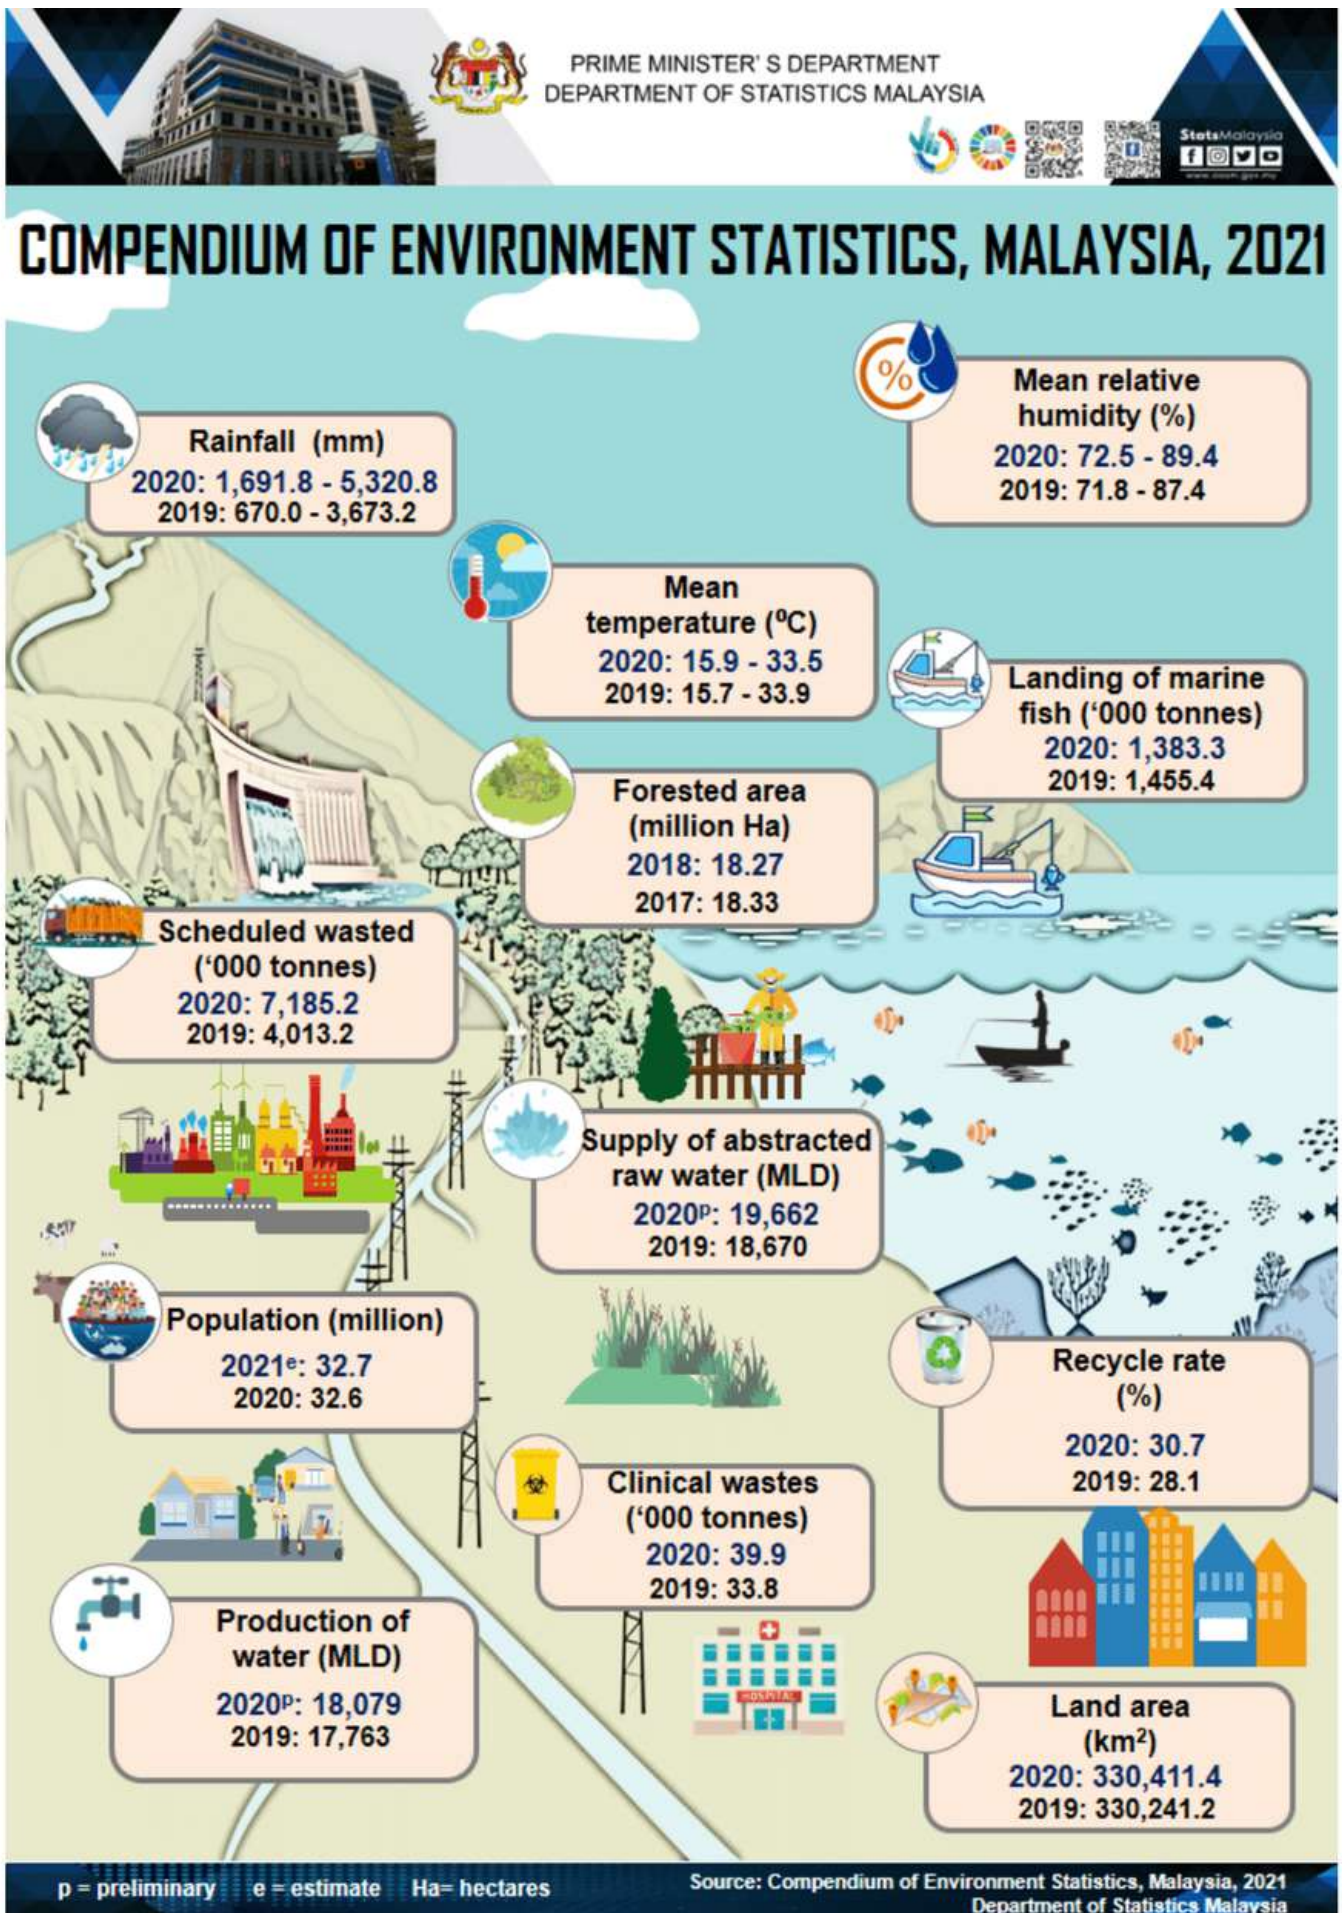 PRIME MINISTER' S DEPARTMENT
DEPARTMENT OF STATISTICS MALAYSIA
StatsMalaysia
COMPENDIUM OF ENVIRONMENT STATISTICS, MALAYSIA, 2021
Mean relative
humidity (%)
2020: 72.5 - 89.4
2019: 71.8 - 87.4
%
Rainfall (mm)
2020: 1,691.8 - 5,320.8
2019: 670.0 - 3,673.2
Mean
temperature (⁰C)
2020: 15.9 - 33.5
2019: 15.7 - 33.9
Landing of marine
fish (‘000 tonnes)
2020: 1,383.3
2019: 1,455.4
Forested area
(million Ha)
2018: 18.27
2017: 18.33
Scheduled wasted
(‘000 tonnes)
2020: 7,185.2
2019: 4,013.2
Supply of abstracted
raw water (MLD)
2020ᵖ: 19,662
2019: 18,670
Population (million)
2021ᵉ: 32.7
2020: 32.6
Recycle rate
(%)
2020: 30.7
2019: 28.1
Clinical wastes
(‘000 tonnes)
2020: 39.9
2019: 33.8
Production of
water (MLD)
2020ᵖ: 18,079
2019: 17,763
HOSPITAL
Land area
(km²)
2020: 330,411.4
2019: 330,241.2
p = preliminary e = estimate Ha= hectares
Source: Compendium of Environment Statistics, Malaysia, 2021
Department of Statistics Malaysia